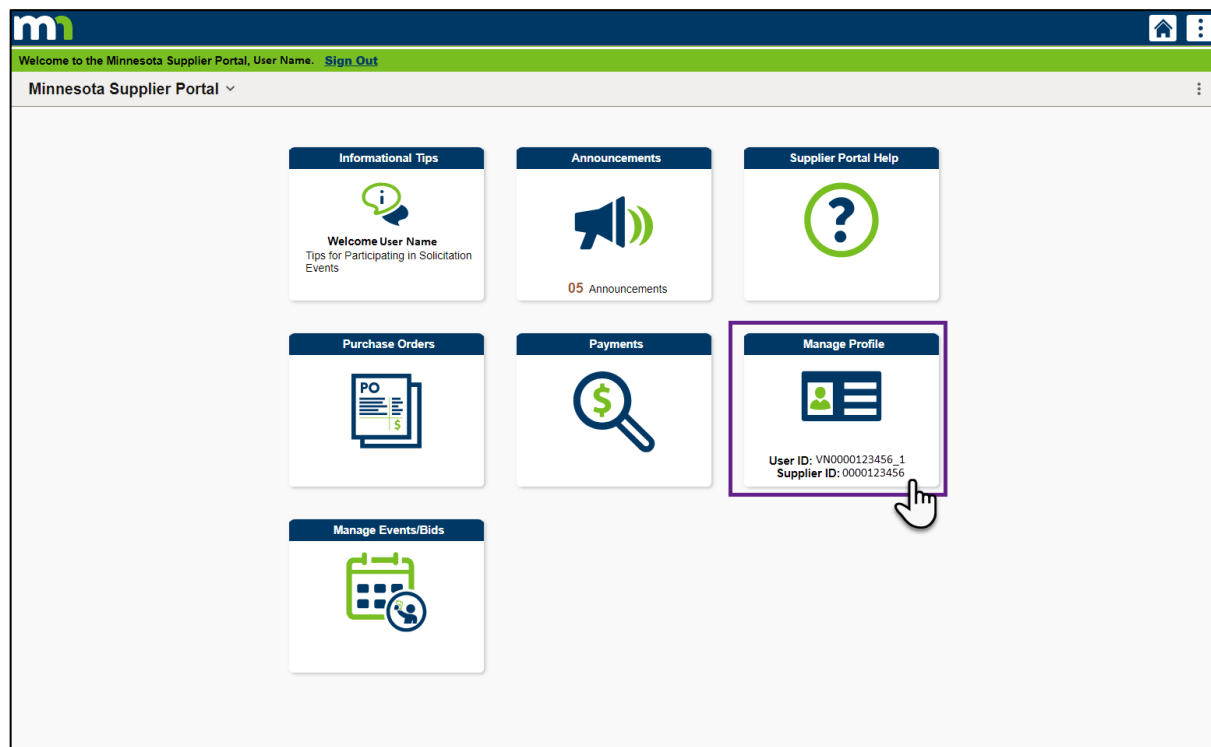 mn
Welcome to the Minnesota Supplier Portal, User Name. Sign Out
Minnesota Supplier Portal
Informational Tips
Welcome User Name
Tips for Participating in Solicitation
Events
Announcements
05 Announcements
Supplier Portal Help
?
Purchase Orders
PO
$
Payments
$
Manage Profile
User ID: VN0000123456_1
Supplier ID: 0000123456
Manage Events/Bids